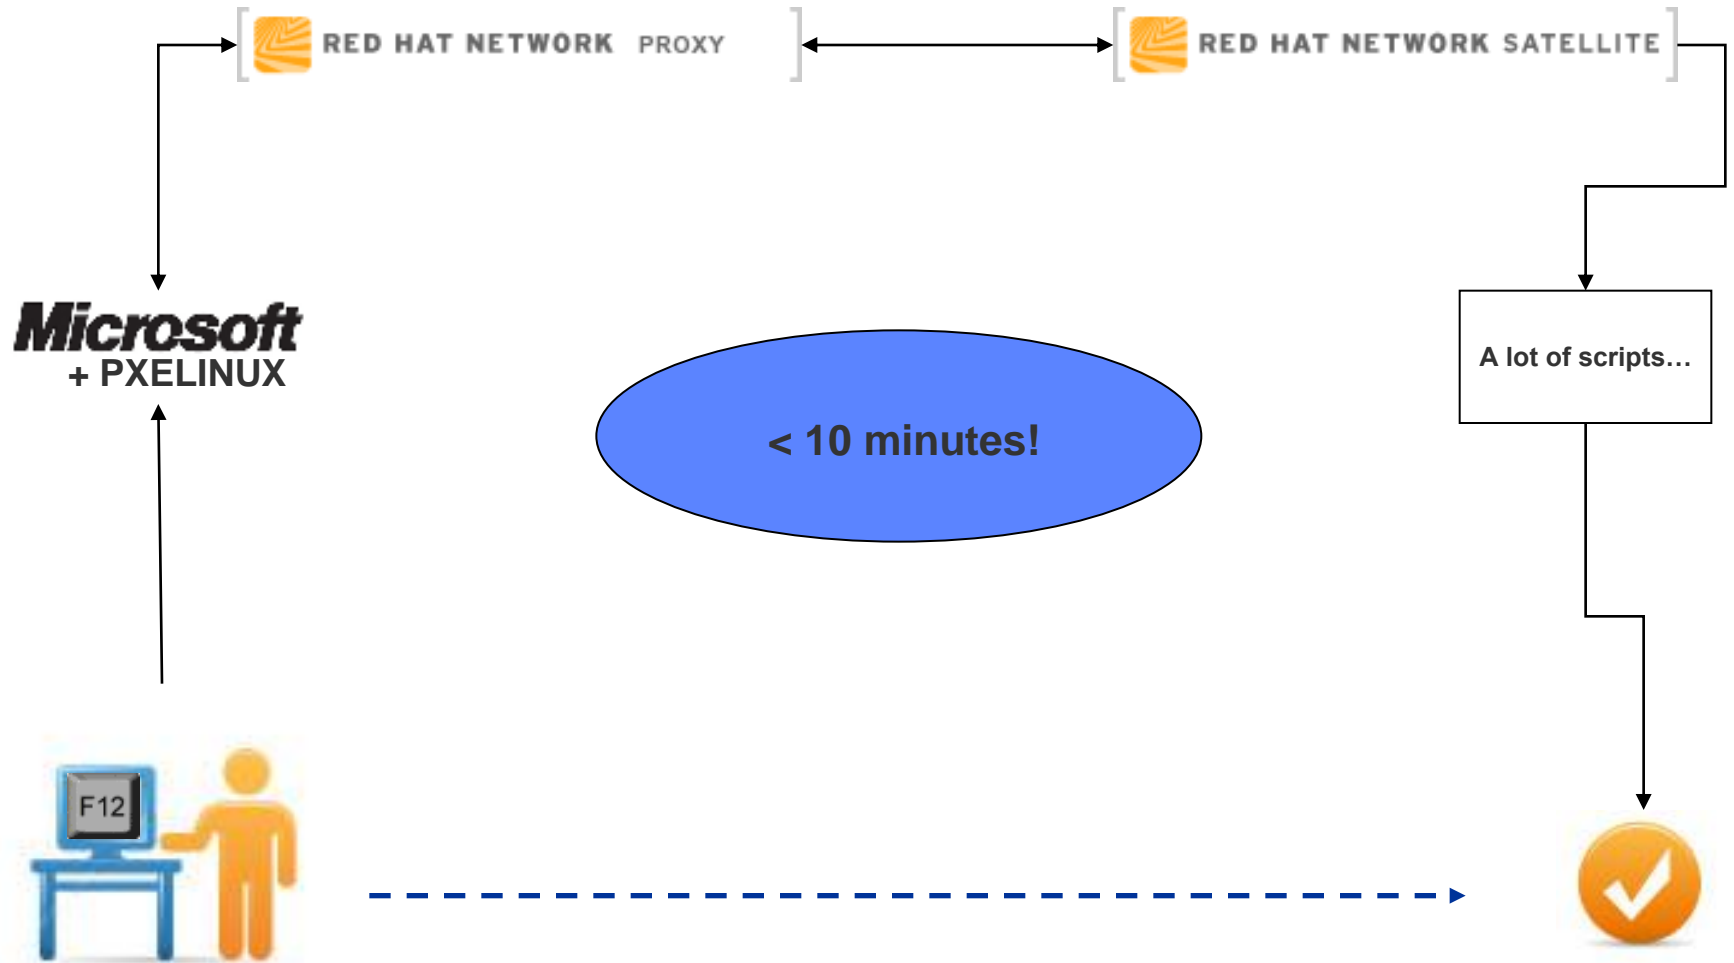 RED HAT NETWORK PROXY
RED HAT NETWORK SATELLITE
Microsoft
+ PXELINUX
A lot of scripts...
< 10 minutes!
F12